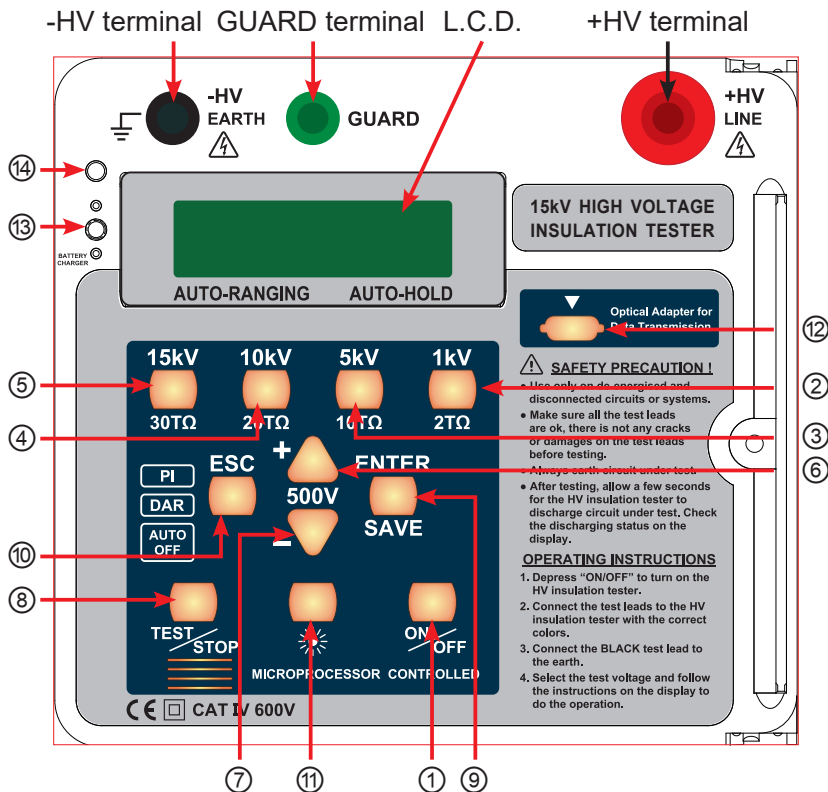 -HV terminal GUARD terminal L.C.D. +HV terminal
-HV
EARTH
GUARD
+HV
LINE
⑭
⑬
BATTERY
CHARGER
15kV HIGH VOLTAGE
INSULATION TESTER
AUTO-RANGING AUTO-HOLD
Optical Adapter for
Data Transmission
⑫
15kV 10kV 5kV 1kV
⑤
②
30TΩ 20TΩ 10TΩ 2TΩ
④
③
⑥
SAFETY PRECAUTION !
• Use only on de-energised and
disconnected circuits or systems.
• Make sure all the test leads
are ok, there is not any cracks
or damages on the test leads
before testing.
• Always earth circuit under test.
• After testing, allow a few seconds
for the HV insulation tester to
discharge circuit under test. Check
the discharging status on the
display.
+
ESC
ENTER
PI
DAR
AUTO
OFF
500V
SAVE
−
⑩
⑧
OPERATING INSTRUCTIONS
1. Depress “ON/OFF” to turn on the
HV insulation tester.
2. Connect the test leads to the HV
insulation tester with the correct
colors.
3. Connect the BLACK test lead to
the earth.
4. Select the test voltage and follow
the instructions on the display to
do the operation.
TEST
STOP
ON
OFF
MICROPROCESSOR CONTROLLED
CE CAT IV 600V
⑦ ⑪ ① ⑨